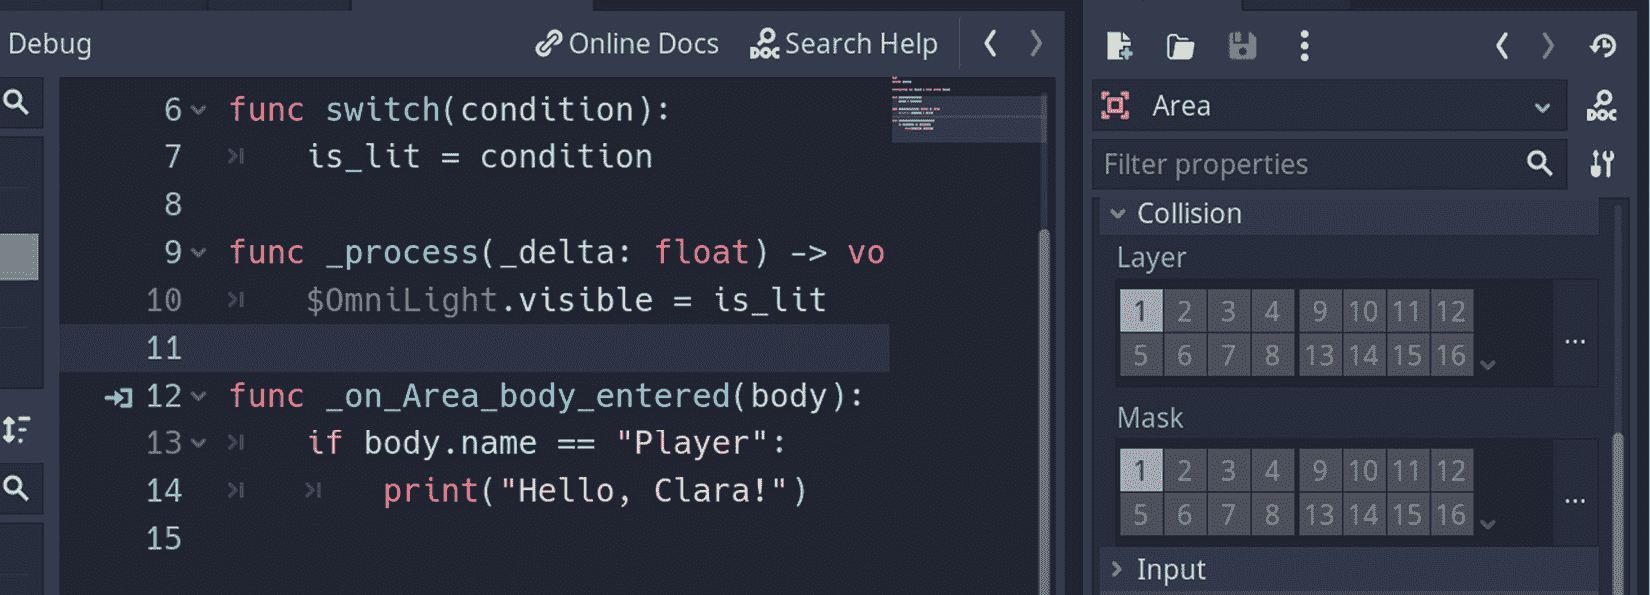 Debug
Online Docs
Search Help
6 func switch(condition):
7 is_lit = condition
8
9 func _process(_delta: float) -> vo
10 $OmniLight.visible = is_lit
11
12 func _on_Area_body_entered(body):
13 if body.name == "Player":
14 print("Hello, Clara!")
15
Area
DOC
Filter properties
Collision
Layer
1 2 3 4 9 10 11 12
5 6 7 8 13 14 15 16
...
Mask
1 2 3 4 9 10 11 12
5 6 7 8 13 14 15 16
...
Input